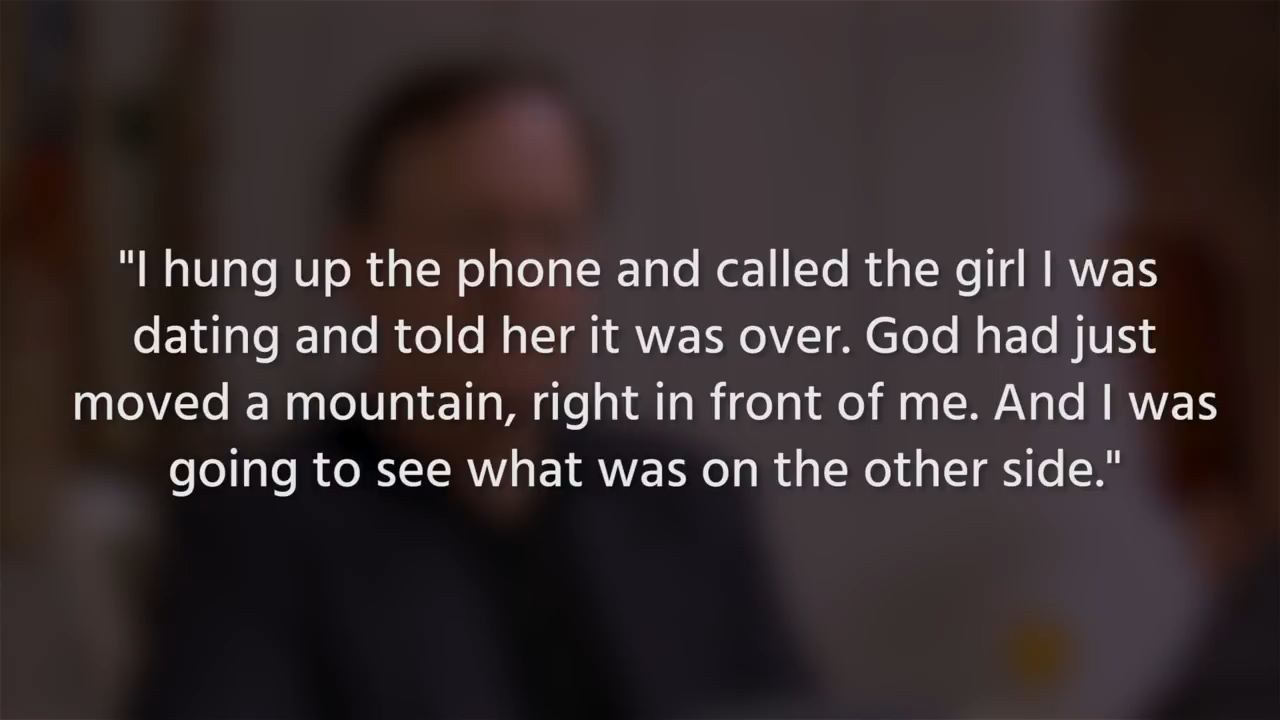 "I hung up the phone and called the girl I was
dating and told her it was over. God had just
moved a mountain, right in front of me. And I was
going to see what was on the other side."